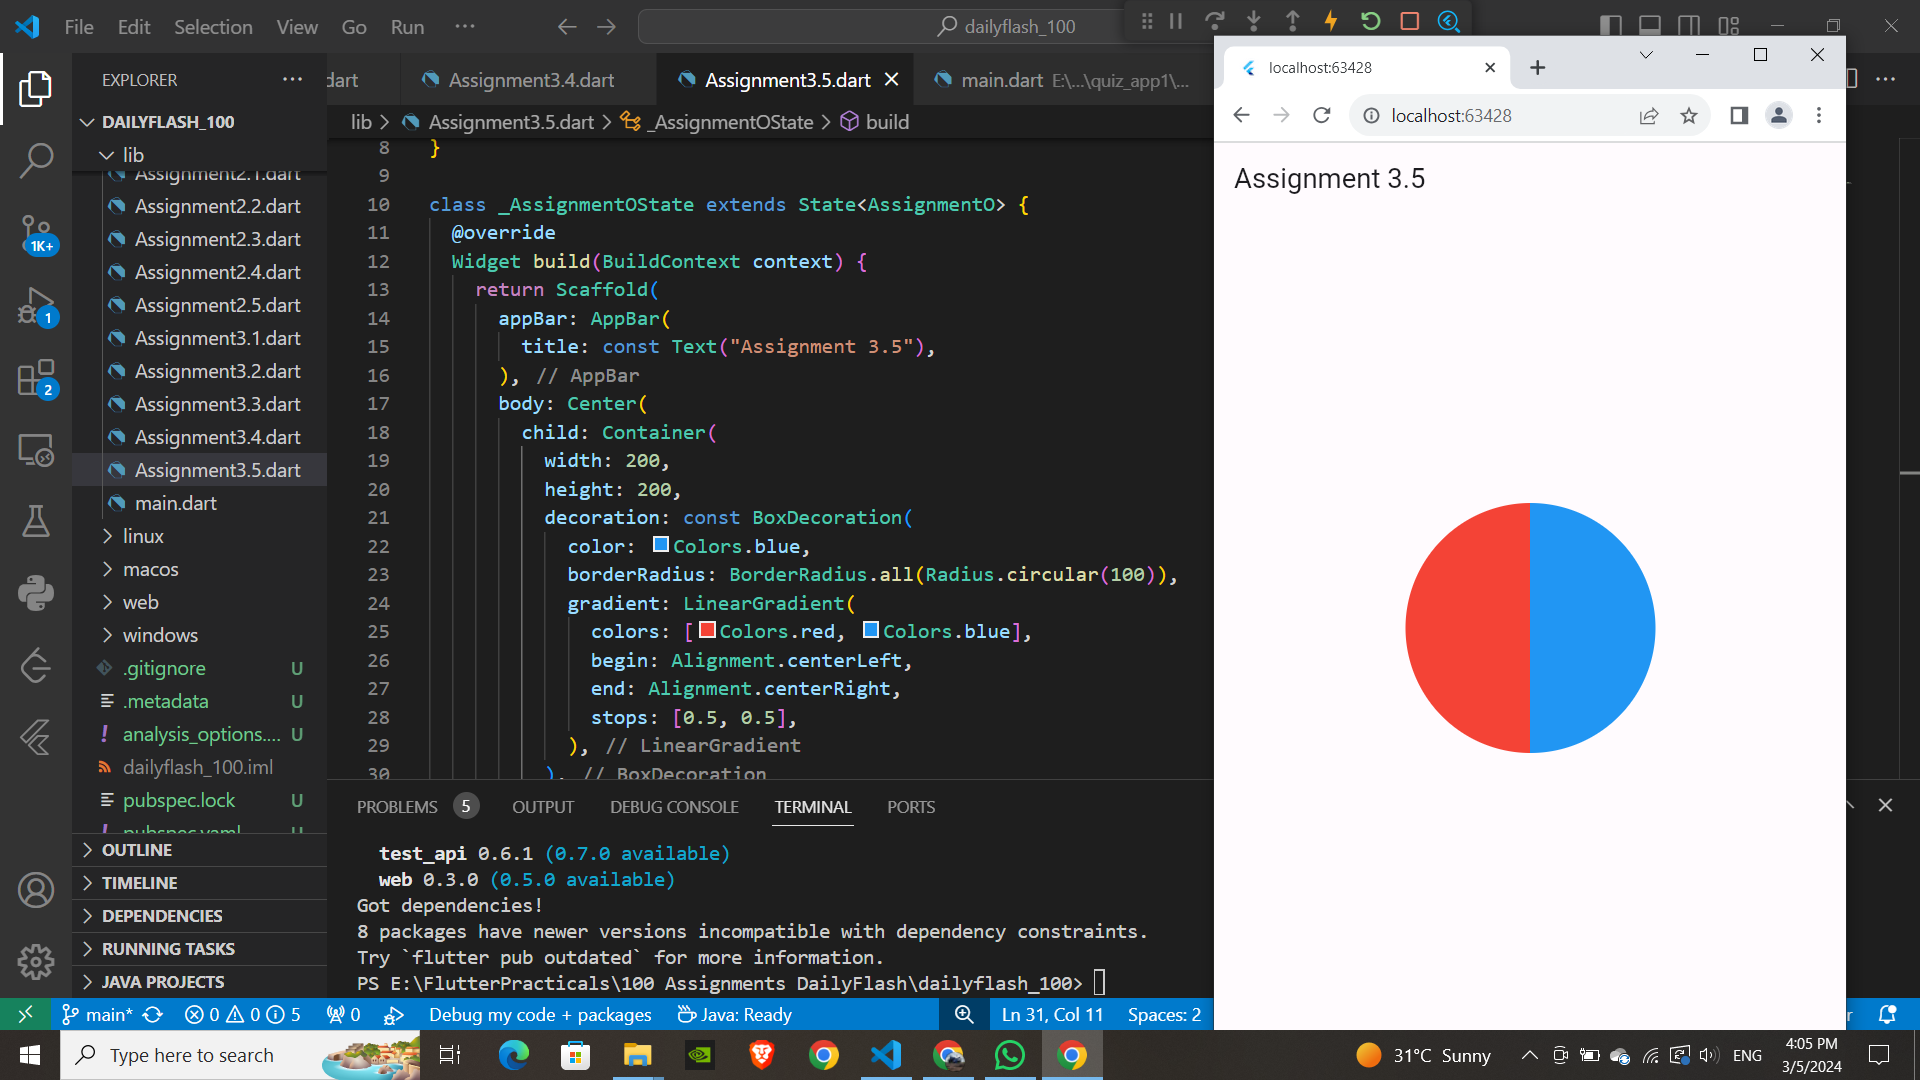 File Edit Selection View Go Run ···
dailyflash_100
EXPLORER
dart
Assignment3.4.dart
Assignment3.5.dart
main.dart E:\...\quiz_app1\...
lib > Assignment3.5.dart > _AssignmentOState > build
DAILYFLASH_100
lib
Assignment2.1.dart
Assignment2.2.dart
Assignment2.3.dart
Assignment2.4.dart
Assignment2.5.dart
Assignment3.1.dart
Assignment3.2.dart
Assignment3.3.dart
Assignment3.4.dart
Assignment3.5.dart
main.dart
linux
macos
web
windows
.gitignore U
.metadata U
analysis_options.... U
dailyflash_100.iml
pubspec.lock U
pubspec.yaml U
OUTLINE
TIMELINE
DEPENDENCIES
RUNNING TASKS
JAVA PROJECTS
1K+
1
2
8 }
9
10 class _AssignmentOState extends State<AssignmentO> {
11 @override
12 Widget build(BuildContext context) {
13 return Scaffold(
14 appBar: AppBar(
15 title: const Text("Assignment 3.5"),
16 ), // AppBar
17 body: Center(
18 child: Container(
19 width: 200,
20 height: 200,
21 decoration: const BoxDecoration(
22 color: Colors.blue,
23 borderRadius: BorderRadius.all(Radius.circular(100)),
24 gradient: LinearGradient(
25 colors: [Colors.red, Colors.blue],
26 begin: Alignment.centerLeft,
27 end: Alignment.centerRight,
28 stops: [0.5, 0.5],
29 ), // LinearGradient
30 ), // BoxDecoration
PROBLEMS 5 OUTPUT DEBUG CONSOLE TERMINAL PORTS
test_api 0.6.1 (0.7.0 available)
web 0.3.0 (0.5.0 available)
Got dependencies!
8 packages have newer versions incompatible with dependency constraints.
Try `flutter pub outdated` for more information.
PS E:\FlutterPracticals\100 Assignments DailyFlash\dailyflash_100>
localhost:63428
localhost:63428
Assignment 3.5
main* 0 0 5 0 Debug my code + packages Java: Ready Ln 31, Col 11 Spaces: 2
Type here to search
31°C Sunny
ENG
4:05 PM
3/5/2024